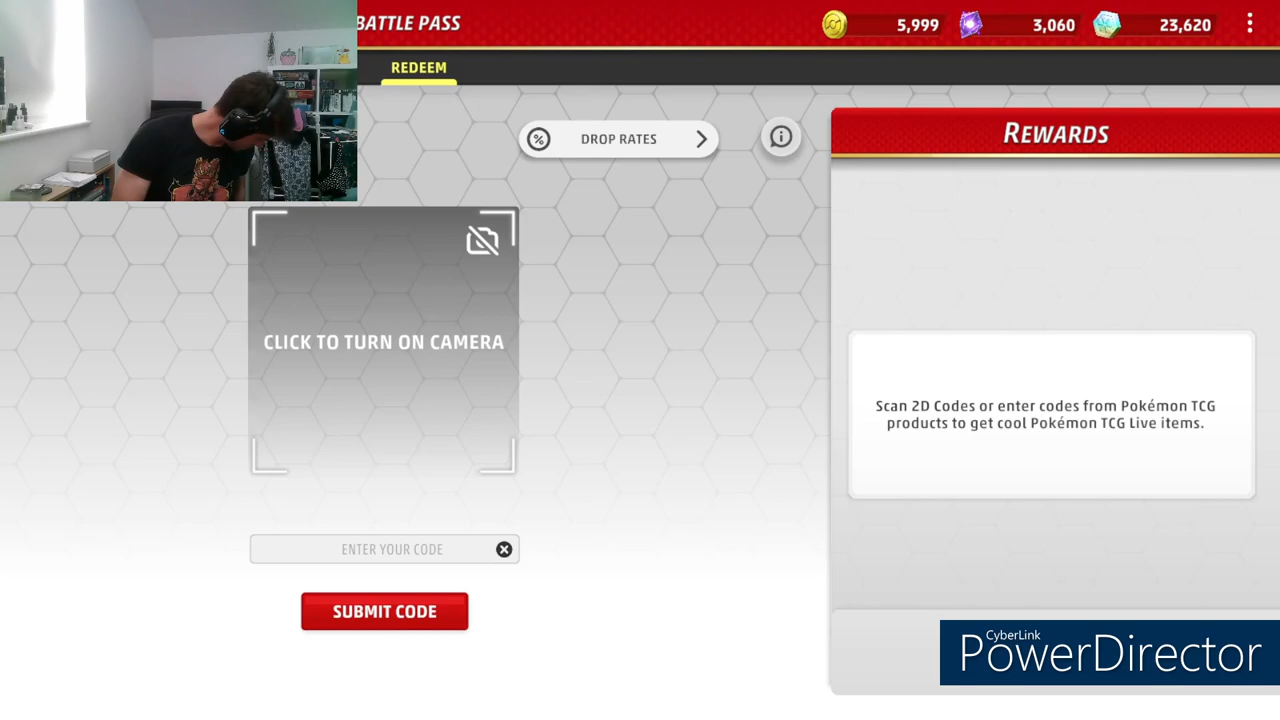 BATTLE PASS
5,999
3,060
23,620
REDEEM
% DROP RATES
REWARDS
CLICK TO TURN ON CAMERA
Scan 2D Codes or enter codes from Pokémon TCG
products to get cool Pokémon TCG Live items.
ENTER YOUR CODE
SUBMIT CODE
CyberLink
PowerDirector